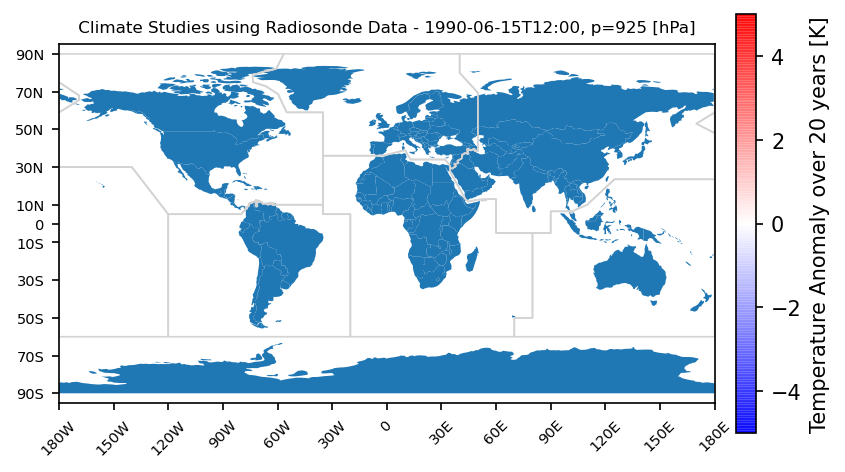 Climate Studies using Radiosonde Data - 1990-06-15T12:00, p=925 [hPa]
90N
70N
50N
30N
10N
0
10S
30S
50S
70S
90S
180W
150W
120W
90W
60W
30W
0
30E
60E
90E
120E
150E
180E
4
2
0
−2
−4
Temperature Anomaly over 20 years [K]